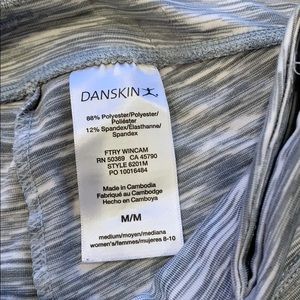 DANSKIN
88% Polyester/Polyester/
Poliéster
12% Spandex/Elasthanne/
Spandex
FTRY WINCAM
RN 50369 CA 45790
STYLE 6201M
PO 10016484
Made in Cambodia
Fabriqué au Cambodge
Hecho en Camboya
M/M
medium/moyen/mediana
women's/femmes/mujeres 8-10